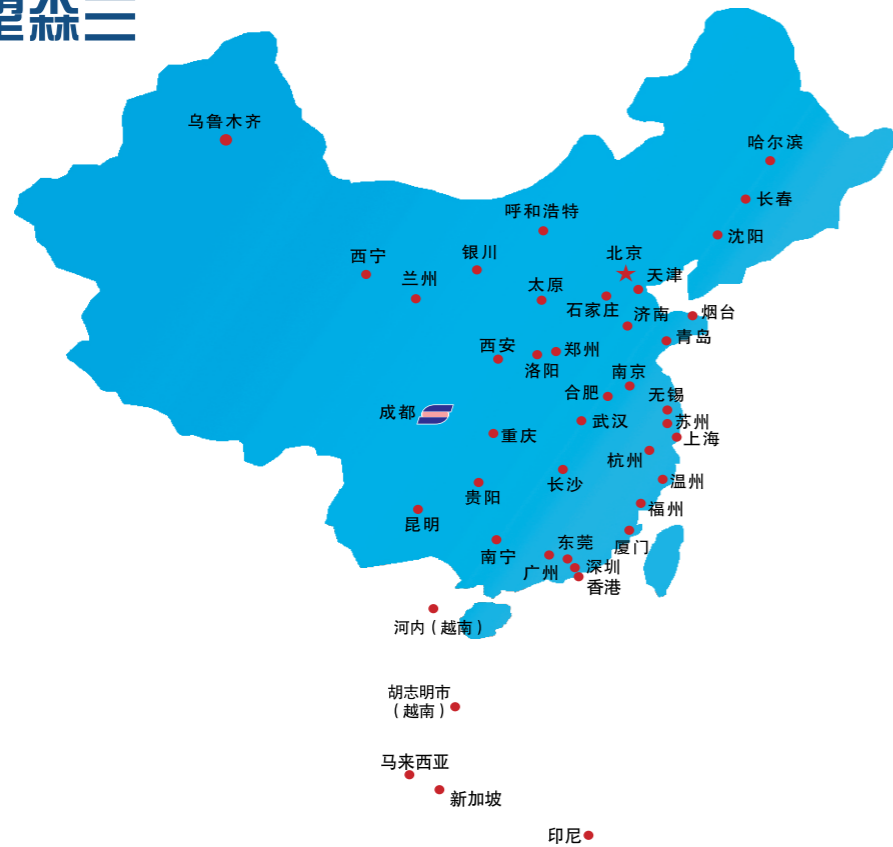 森三
乌鲁木齐
哈尔滨
长春
呼和浩特
沈阳
银川
北京
西宁
天津
兰州
太原
石家庄
烟台
济南
青岛
西安
郑州
洛阳
南京
合肥
无锡
成都
武汉
苏州
重庆
上海
杭州
长沙
温州
贵阳
福州
昆明
厦门
南宁
东莞
广州
深圳
香港
河内（越南）
胡志明市
（越南）
马来西亚
新加坡
印尼